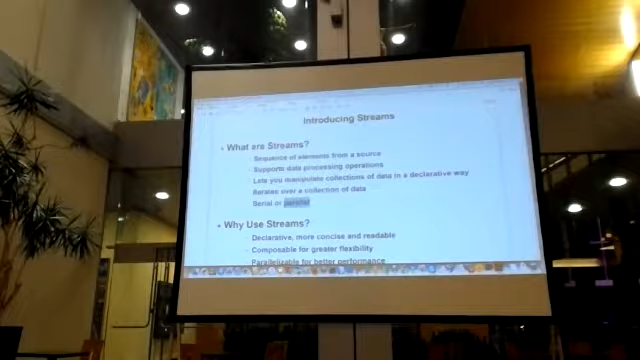 Introducing Streams
What are Streams?
Sequence of elements from a source
Supports data processing operations
Lets you manipulate collections of data in a declarative way
Iterates over a collection of data
Serial or parallel
Why Use Streams?
Declarative, more concise and readable
Composable for greater flexibility
Parallelizable for better performance